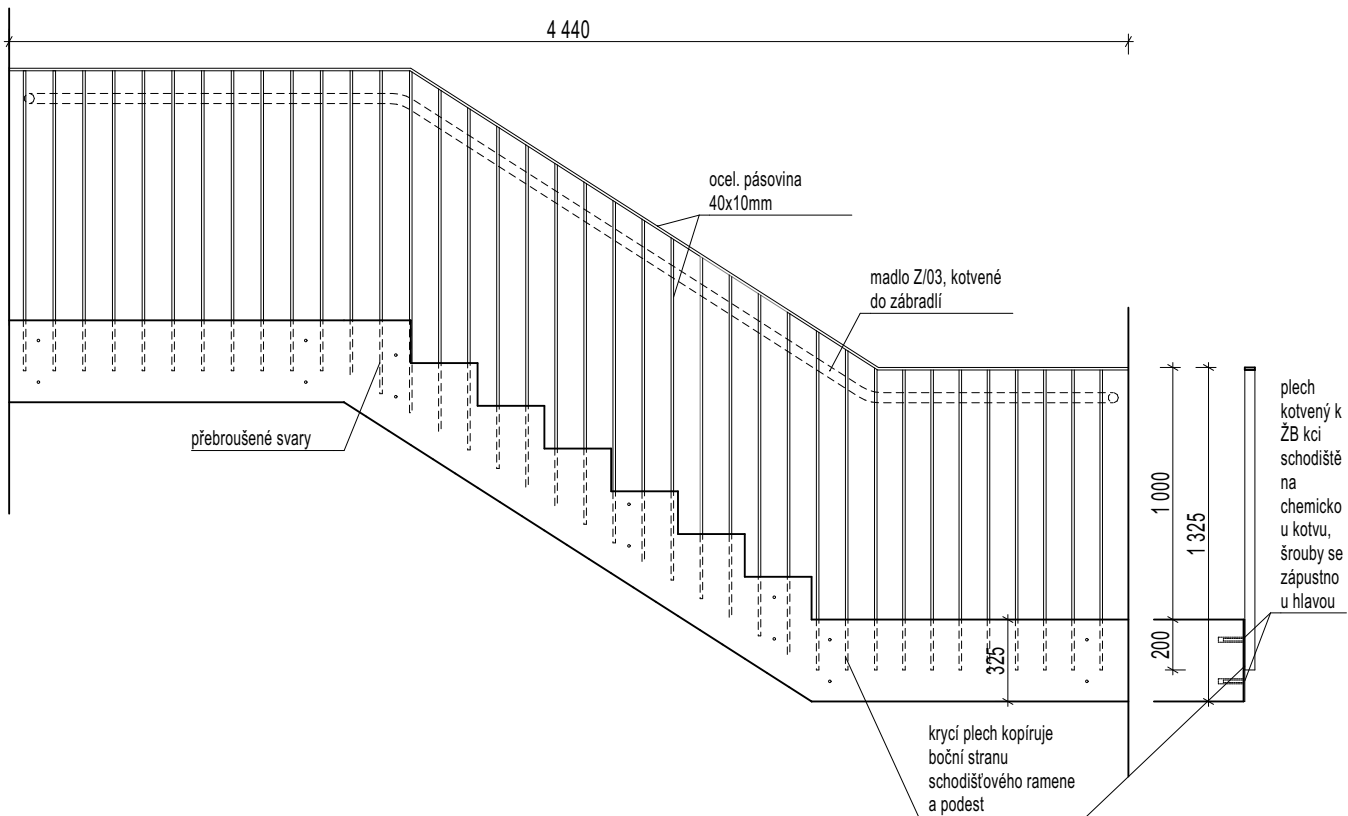 4 440
ocel. pásovina
40x10mm
madlo Z/03, kotvené
do zábradlí
přebroušené svary
plech
kotvený k
ŽB kci
schodiště
na
chemicko
u kotvu,
šrouby se
zápustno
u hlavou
1 000
1 325
200
325
krycí plech kopíruje
boční stranu
schodišťového ramene
a podest